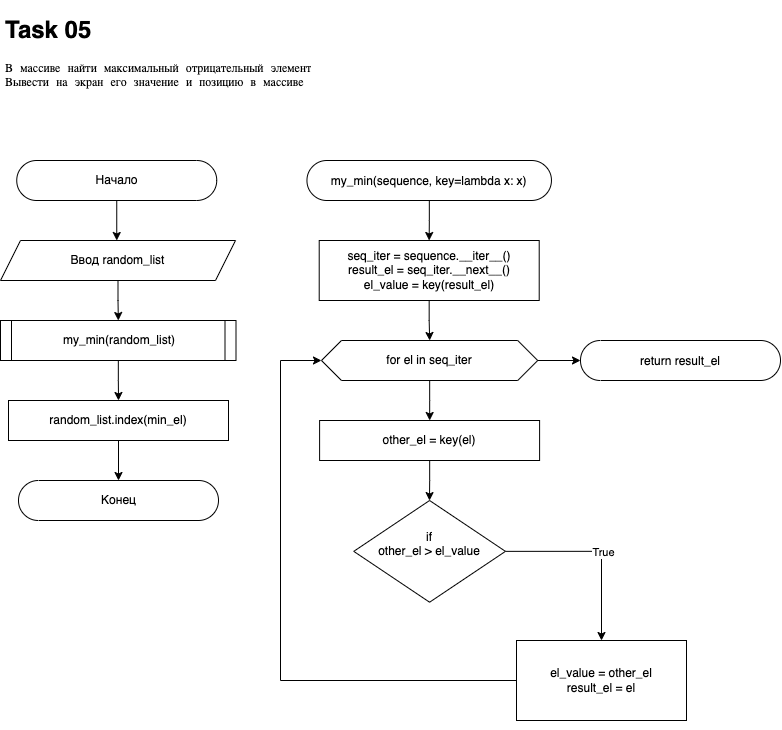 Task 05
В массиве найти максимальный отрицательный элемент
Вывести на экран его значение и позицию в массиве
Начало
Ввод random_list
my_min(random_list)
random_list.index(min_el)
Конец
my_min(sequence, key=lambda x: x)
seq_iter = sequence.__iter__()
result_el = seq_iter.__next__()
el_value = key(result_el)
for el in seq_iter
return result_el
other_el = key(el)
if
other_el > el_value
True
el_value = other_el
result_el = el